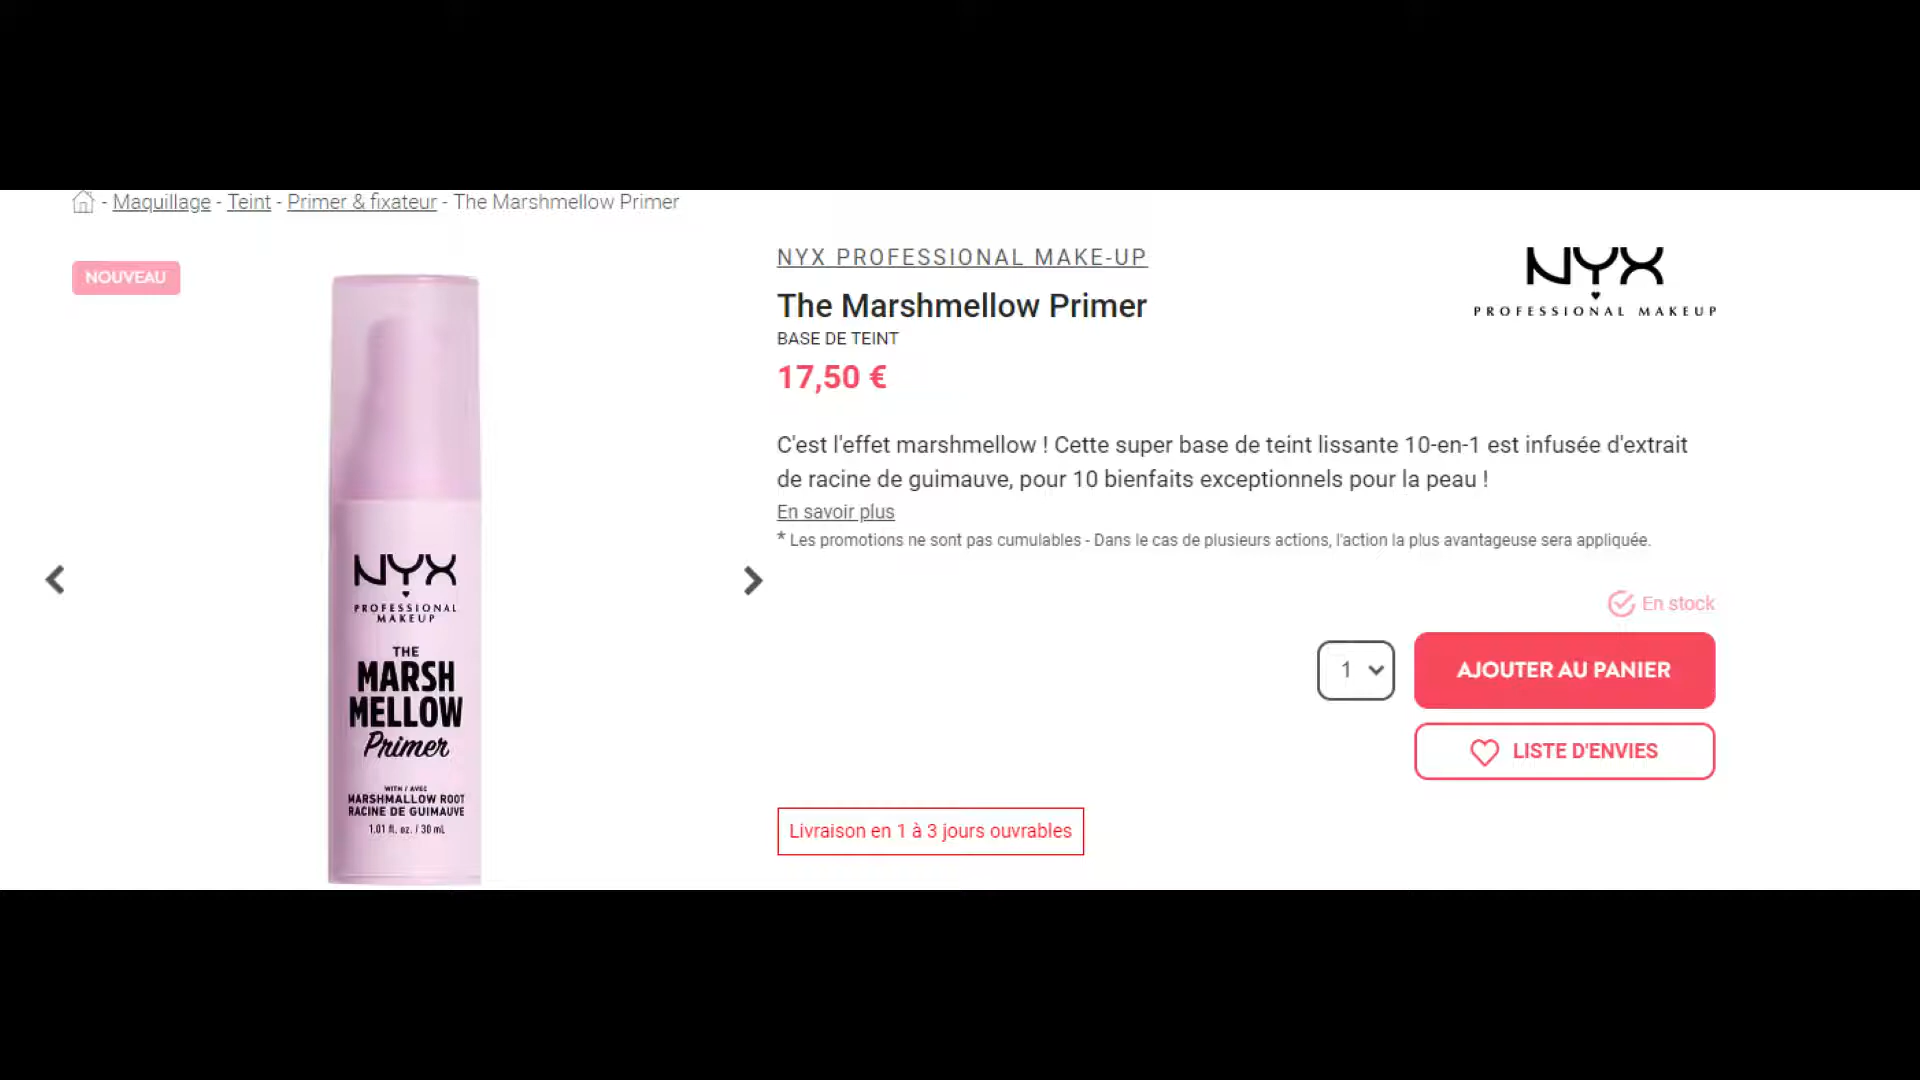 - Maquillage - Teint - Primer & fixateur - The Marshmellow Primer
NOUVEAU
NYX PROFESSIONAL MAKE-UP
The Marshmellow Primer
BASE DE TEINT
17,50 €
NYX
PROFESSIONAL MAKEUP
C'est l'effet marshmellow ! Cette super base de teint lissante 10-en-1 est infusée d'extrait
de racine de guimauve, pour 10 bienfaits exceptionnels pour la peau !
En savoir plus
* Les promotions ne sont pas cumulables - Dans le cas de plusieurs actions, l'action la plus avantageuse sera appliquée.
En stock
1
AJOUTER AU PANIER
LISTE D'ENVIES
Livraison en 1 à 3 jours ouvrables
NYX
PROFESSIONAL
MAKEUP
THE
MARSH
MELLOW
Primer
WITH / AVEC
MARSHMALLOW ROOT
RACINE DE GUIMAUVE
1.01 fl. oz. / 30 mL